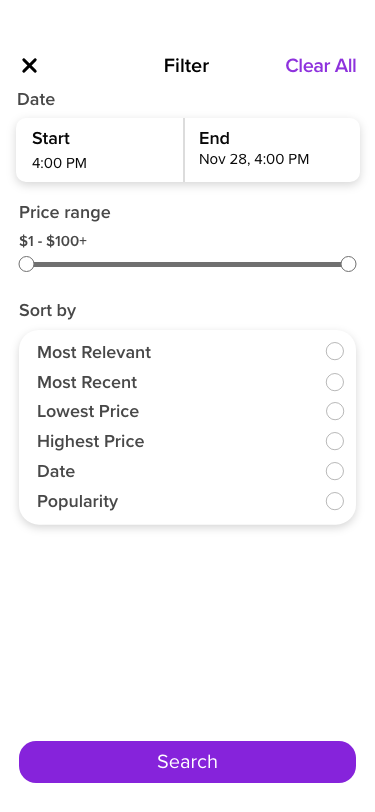 Filter
Clear All
Date
Start
4:00 PM
End
Nov 28, 4:00 PM
Price range
$1 - $100+
Sort by
Most Relevant
Most Recent
Lowest Price
Highest Price
Date
Popularity
Search